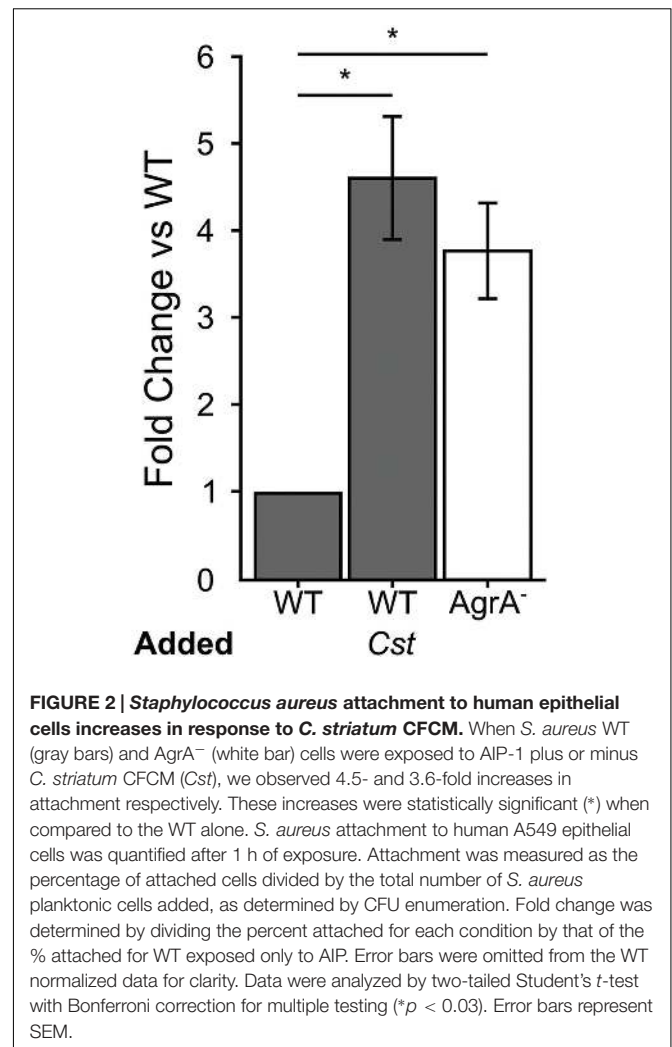 *
*
6
5
4
3
2
1
0
Fold Change vs WT
WT WT AgrA⁻
Added Cst
FIGURE 2 | Staphylococcus aureus attachment to human epithelial
cells increases in response to C. striatum CFCM. When S. aureus WT
(gray bars) and AgrA⁻ (white bar) cells were exposed to AIP-1 plus or minus
C. striatum CFCM (Cst), we observed 4.5- and 3.6-fold increases in
attachment respectively. These increases were statistically significant (*) when
compared to the WT alone. S. aureus attachment to human A549 epithelial
cells was quantified after 1 h of exposure. Attachment was measured as the
percentage of attached cells divided by the total number of S. aureus
planktonic cells added, as determined by CFU enumeration. Fold change was
determined by dividing the percent attached for each condition by that of the
% attached for WT exposed only to AIP. Error bars were omitted from the WT
normalized data for clarity. Data were analyzed by two-tailed Student’s t-test
with Bonferroni correction for multiple testing (*p < 0.03). Error bars represent
SEM.